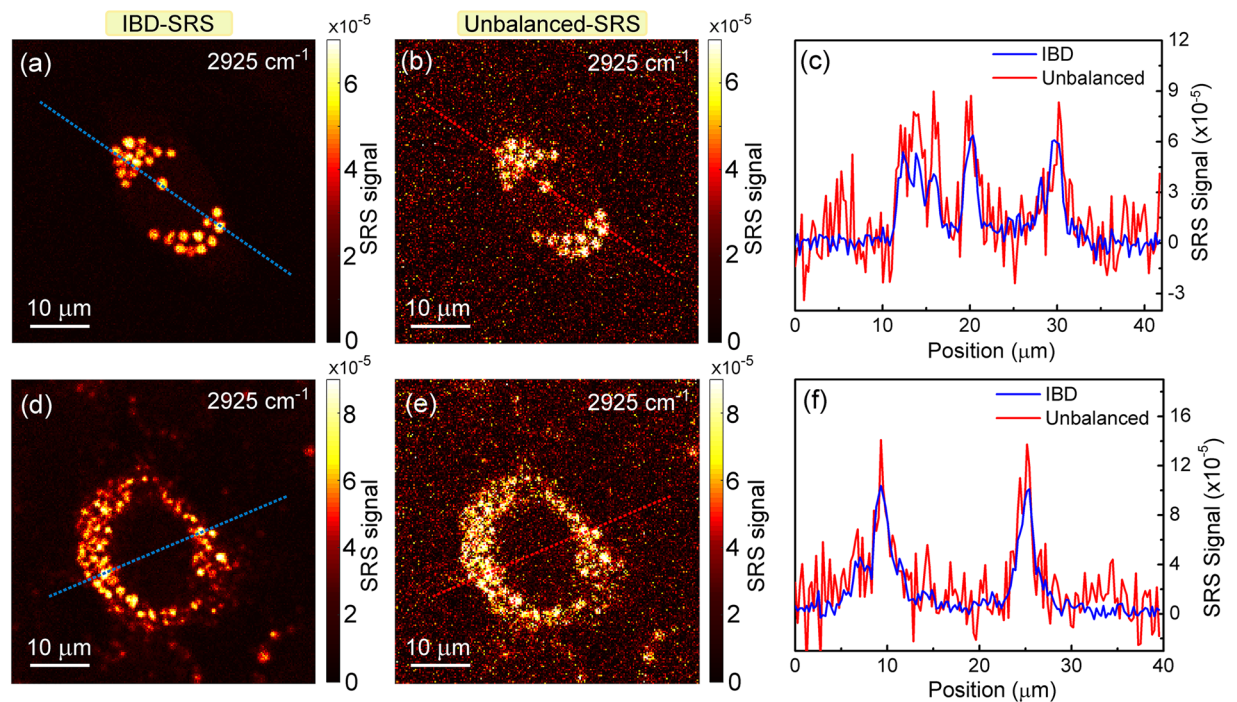 IBD-SRS
Unbalanced-SRS
(a)
2925 cm⁻¹
10 μm
x10⁻⁵
6
4
2
0
SRS signal
(b)
2925 cm⁻¹
10 μm
x10⁻⁵
6
4
2
0
SRS signal
(c)
IBD
Unbalanced
12
9
6
3
0
-3
SRS Signal (x10⁻⁵)
0 10 20 30 40
Position (μm)
(d)
2925 cm⁻¹
10 μm
x10⁻⁵
8
6
4
2
0
SRS signal
(e)
2925 cm⁻¹
10 μm
x10⁻⁵
8
6
4
2
0
SRS signal
(f)
IBD
Unbalanced
16
12
8
4
0
SRS Signal (x10⁻⁵)
0 10 20 30 40
Position (μm)